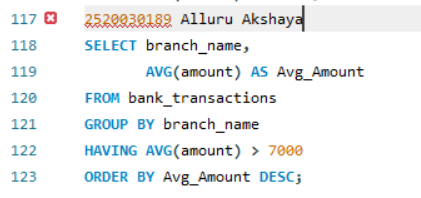 117 2520030189 Alluru Akshaya
118 SELECT branch_name,
119 AVG(amount) AS Avg_Amount
120 FROM bank_transactions
121 GROUP BY branch_name
122 HAVING AVG(amount) > 7000
123 ORDER BY Avg_Amount DESC;